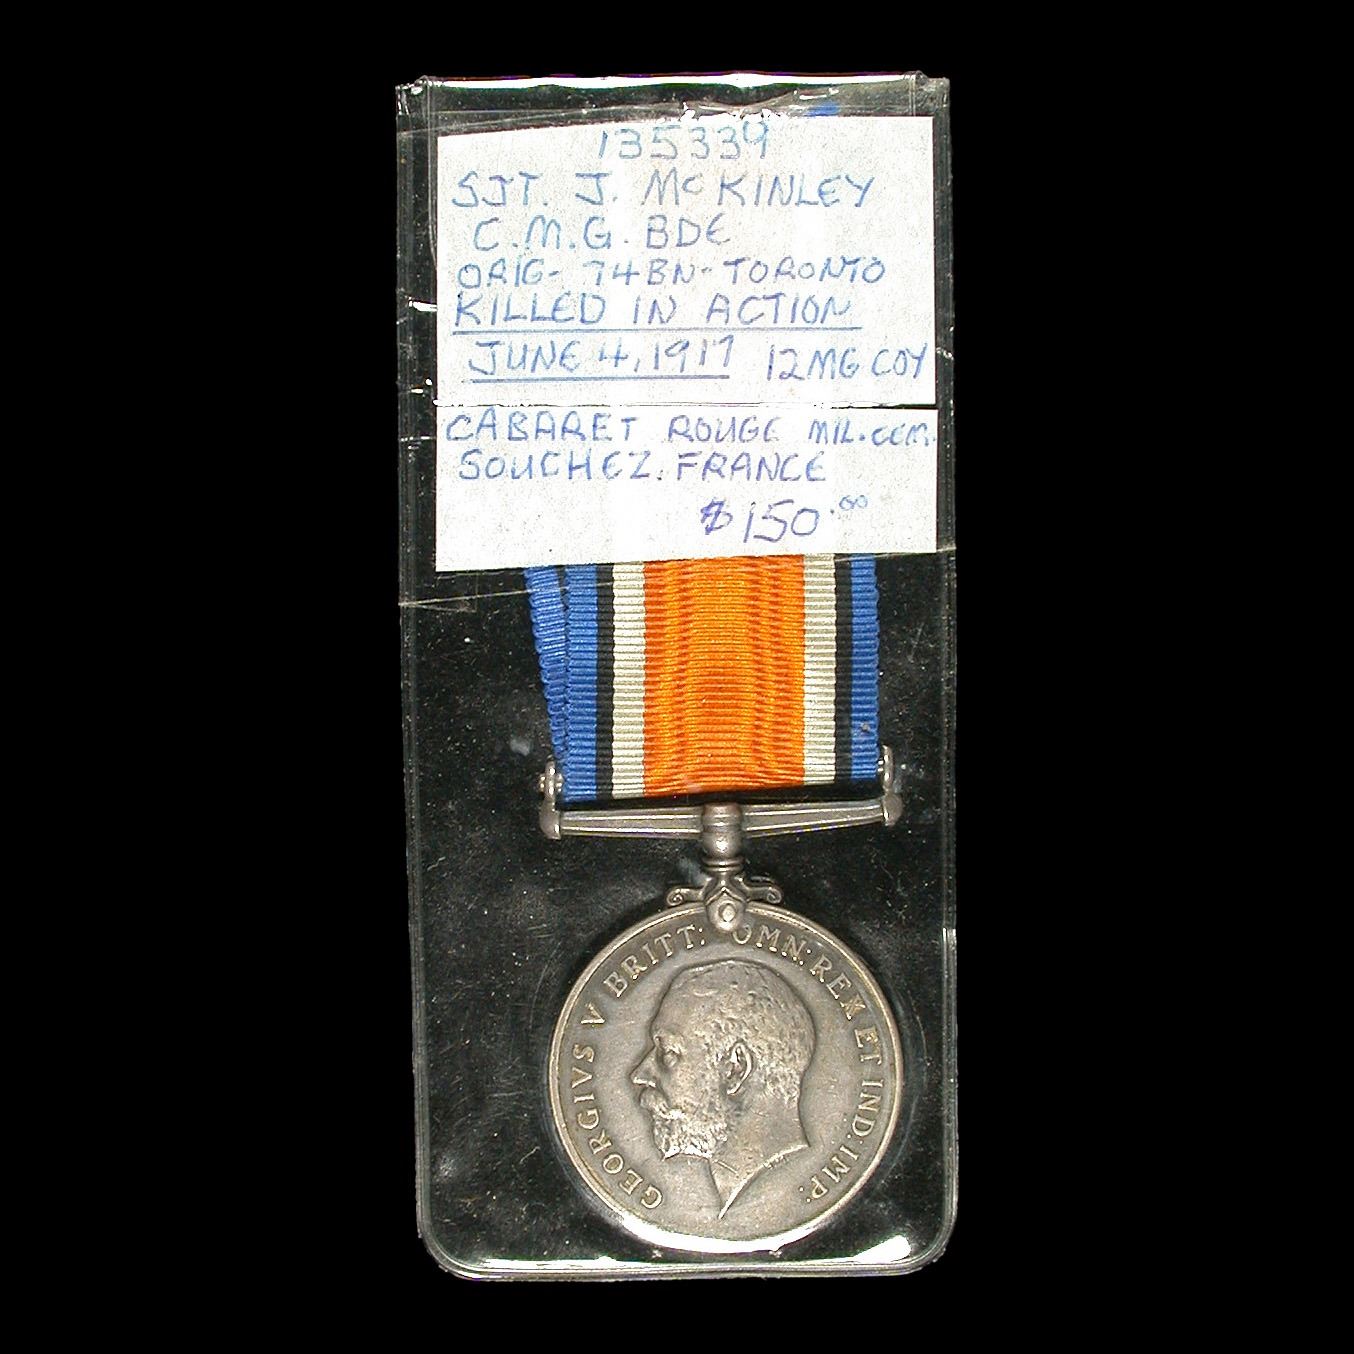 135339
SJT. J. McKINLEY
C.M.G. BDE
ORIG- 74BN- TORONTO
KILLED IN ACTION
JUNE 4, 1917 12MG COY
CABARET ROUGE MIL. CEM.
SOUCHEZ. FRANCE
$150.00
GEORGIVS V BRITT: OMN: REX ET IND: IMP: